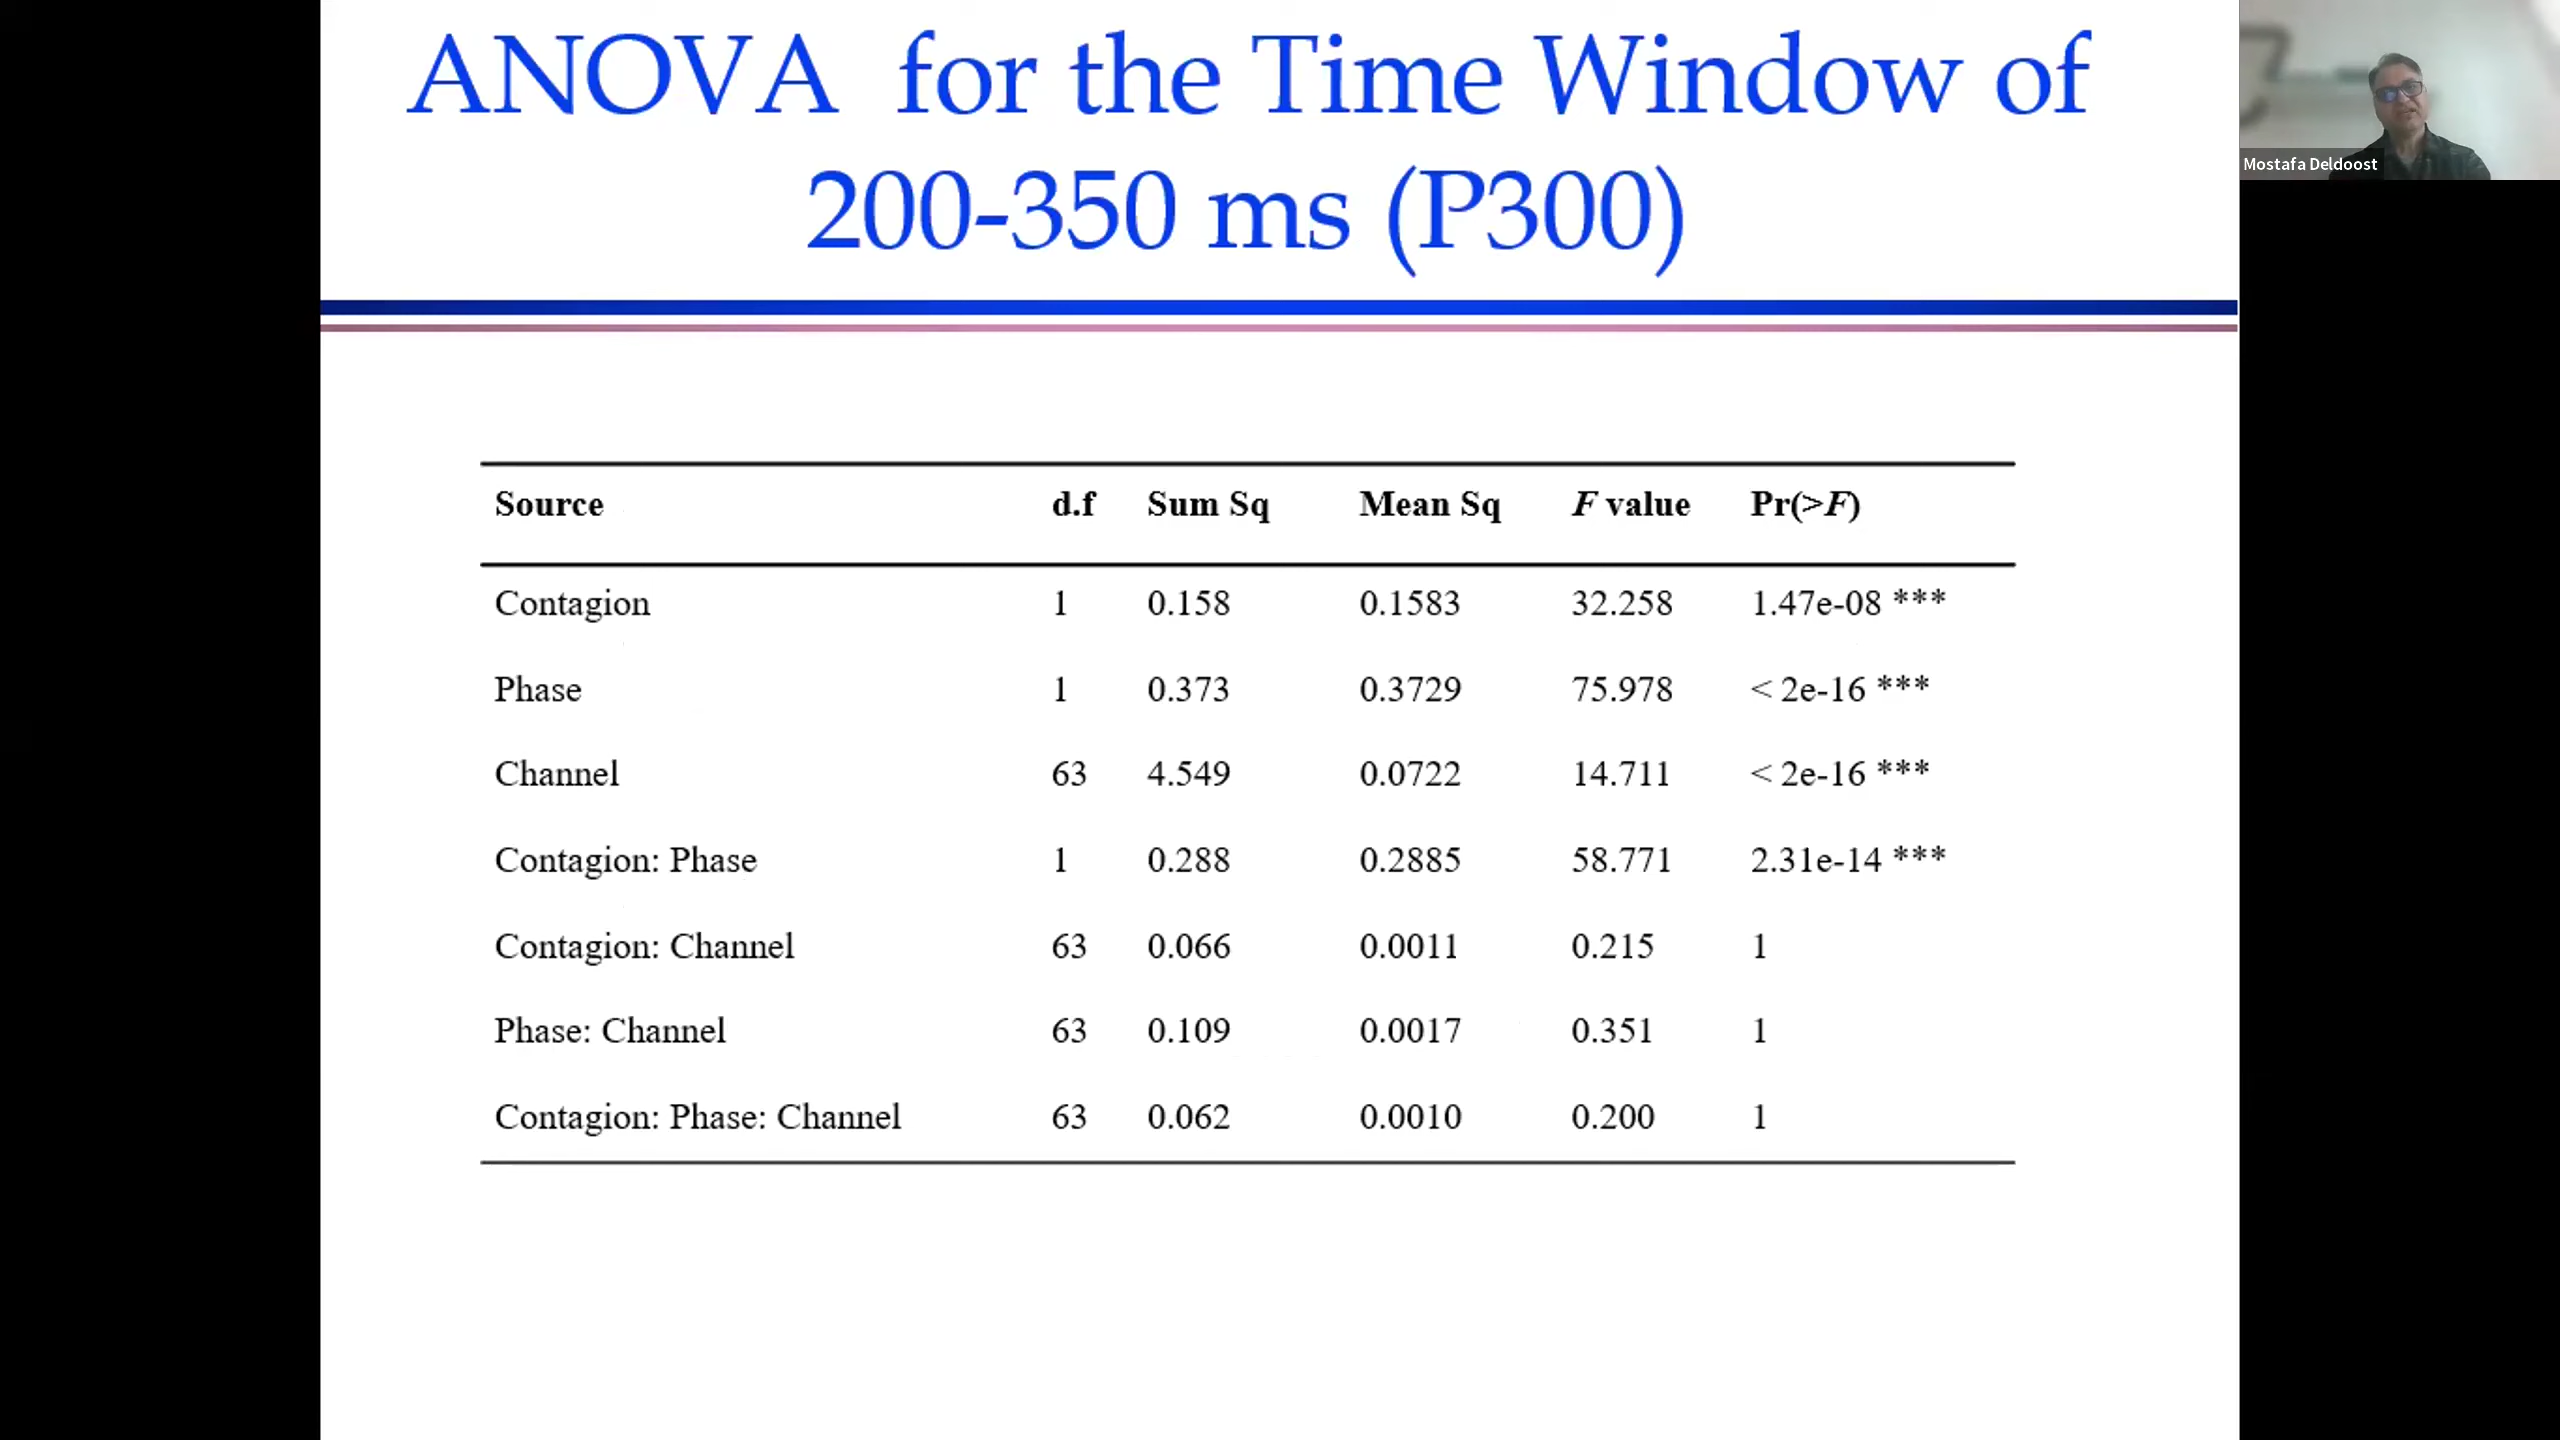 ANOVA for the Time Window of
200-350 ms (P300)
Mostafa Deldoost
Source d.f Sum Sq Mean Sq F value Pr(>F)
Contagion 1 0.158 0.1583 32.258 1.47e-08 ***
Phase 1 0.373 0.3729 75.978 < 2e-16 ***
Channel 63 4.549 0.0722 14.711 < 2e-16 ***
Contagion: Phase 1 0.288 0.2885 58.771 2.31e-14 ***
Contagion: Channel 63 0.066 0.0011 0.215 1
Phase: Channel 63 0.109 0.0017 0.351 1
Contagion: Phase: Channel 63 0.062 0.0010 0.200 1